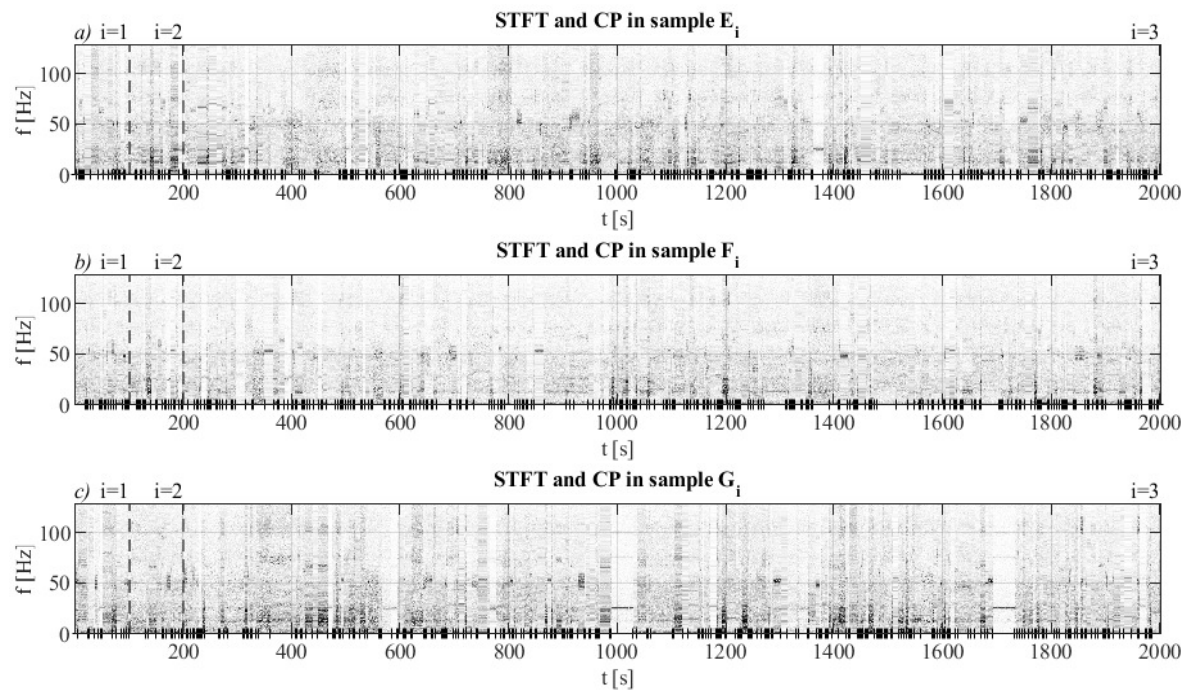 STFT and CP in sample E_i
a) i=1 i=2 i=3
f [Hz]
100
50
0
200 400 600 800 1000 1200 1400 1600 1800 2000
t [s]
STFT and CP in sample F_i
b) i=1 i=2 i=3
f [Hz]
100
50
0
200 400 600 800 1000 1200 1400 1600 1800 2000
t [s]
STFT and CP in sample G_i
c) i=1 i=2 i=3
f [Hz]
100
50
0
200 400 600 800 1000 1200 1400 1600 1800 2000
t [s]